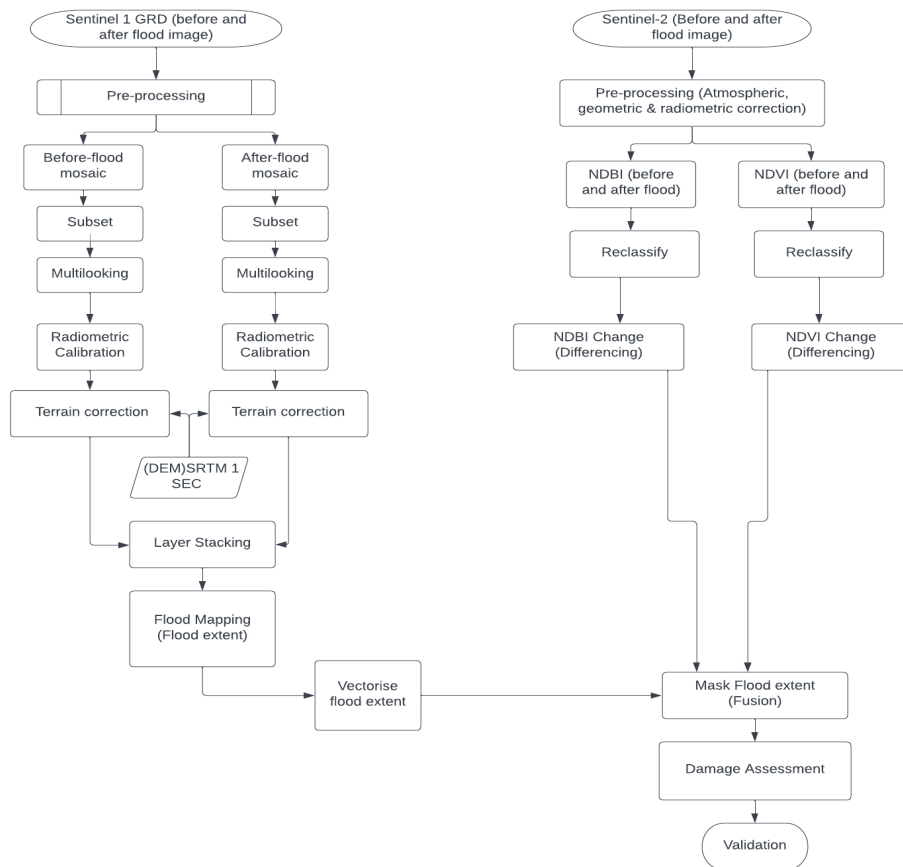 Sentinel 1 GRD (before and
after flood image)
Pre-processing
Before-flood
mosaic
After-flood
mosaic
Subset
Subset
Multilooking
Multilooking
Radiometric
Calibration
Radiometric
Calibration
Terrain correction
Terrain correction
(DEM)SRTM 1
SEC
Layer Stacking
Flood Mapping
(Flood extent)
Vectorise
flood extent
Sentinel-2 (Before and after
flood image)
Pre-processing (Atmospheric,
geometric & radiometric correction)
NDBI (before
and after flood)
NDVI (before and
after flood)
Reclassify
Reclassify
NDBI Change
(Differencing)
NDVI Change
(Differencing)
Mask Flood extent
(Fusion)
Damage Assessment
Validation